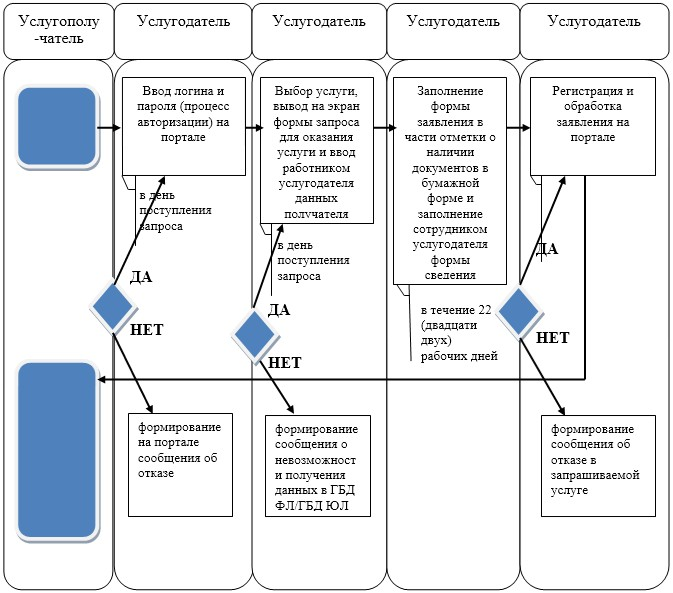 Услугополу
-чатель
Услугодатель
Услугодатель
Услугодатель
Услугодатель
Ввод логина и
пароля (процесс
авторизации) на
портале
Выбор услуги,
вывод на экран
формы запроса
для оказания
услуги и ввод
работником
услугодателя
данных
получателя
Заполнение
формы
заявления в
части отметки о
наличии
документов в
бумажной
форме и
заполнение
сотрудником
услугодателя
формы
сведения
Регистрация и
обработка
заявления на
портале
в день
поступления
запроса
в день
поступления
запроса
в течение 22
(двадцати
двух)
рабочих дней
ДА
НЕТ
ДА
НЕТ
ДА
НЕТ
формирование
на портале
сообщения об
отказе
формирование
сообщения о
невозможност
и получения
данных в ГБД
ФЛ/ГБД ЮЛ
формирование
сообщения об
отказе в
запрашиваемой
услуге